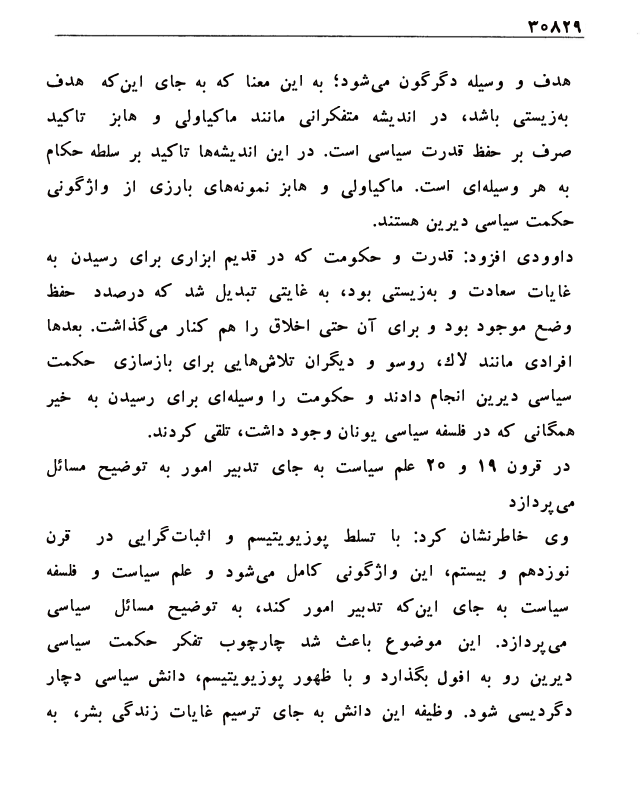 ۳۰۸۲۹
هدف و وسیله دگرگون می‌شود؛ به این معنا که به جای این‌که هدف
به‌زیستی باشد، در اندیشه متفکرانی مانند ماکیاولی و هابز تاکید
صرف بر حفظ قدرت سیاسی است. در این اندیشه‌ها تاکید بر سلطه حکام
به هر وسیله‌ای است. ماکیاولی و هابز نمونه‌های بارزی از واژگونی
حکمت سیاسی دیرین هستند.
داوودی افزود: قدرت و حکومت که در قدیم ابزاری برای رسیدن به
غایات سعادت و به‌زیستی بود، به غایتی تبدیل شد که درصدد حفظ
وضع موجود بود و برای آن حتی اخلاق را هم کنار می‌گذاشت. بعدها
افرادی مانند لاك، روسو و دیگران تلاش‌هایی برای بازسازی حکمت
سیاسی دیرین انجام دادند و حکومت را وسیله‌ای برای رسیدن به خیر
همگانی که در فلسفه سیاسی یونان وجود داشت، تلقی کردند.
در قرون ۱۹ و ۲۰ علم سیاست به جای تدبیر امور به توضیح مسائل
می‌پردازد
وی خاطرنشان کرد: با تسلط پوزیویتیسم و اثبات‌گرایی در قرن
نوزدهم و بیستم، این واژگونی کامل می‌شود و علم سیاست و فلسفه
سیاست به جای این‌که تدبیر امور کند، به توضیح مسائل سیاسی
می‌پردازد. این موضوع باعث شد چارچوب تفکر حکمت سیاسی
دیرین رو به افول بگذارد و با ظهور پوزیویتیسم، دانش سیاسی دچار
دگردیسی شود. وظیفه این دانش به جای ترسیم غایات زندگی بشر، به